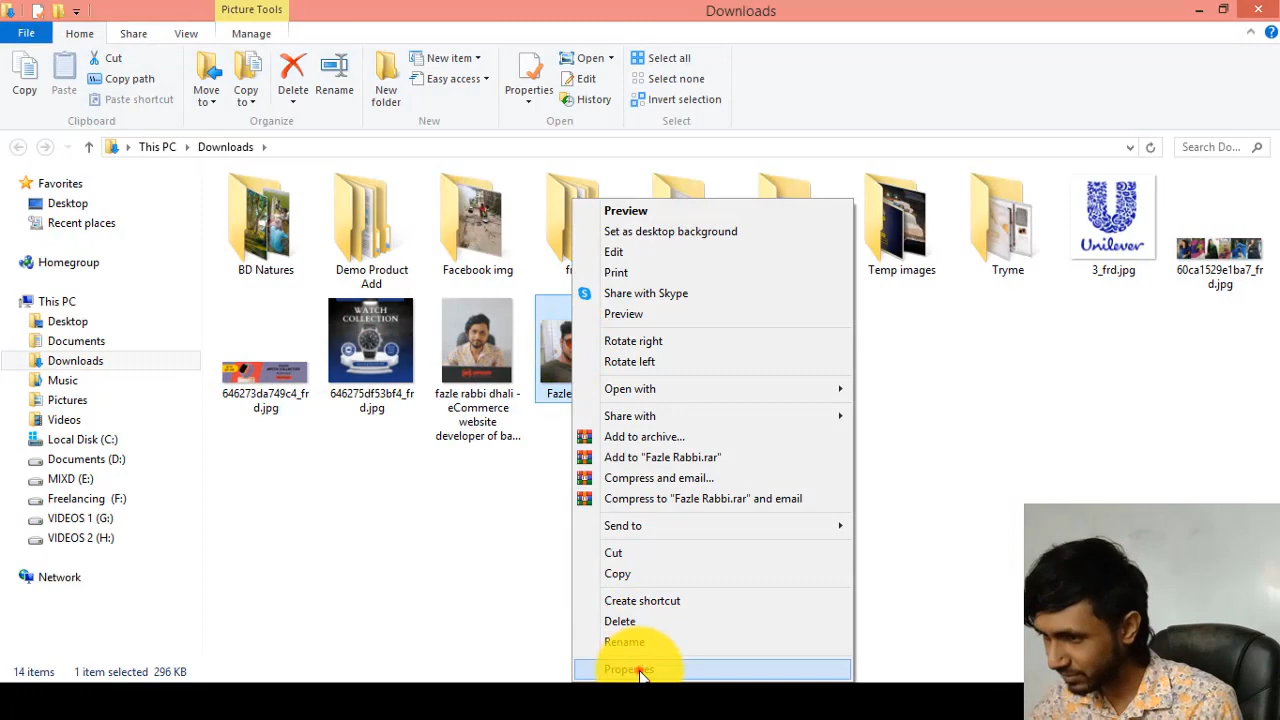 Picture Tools
Downloads
File
Home
Share
View
Manage
Copy
Paste
Cut
Copy path
Paste shortcut
Clipboard
Move to
Copy to
Delete
Rename
Organize
New folder
New item
Easy access
New
Properties
Open
Edit
History
Open
Select all
Select none
Invert selection
Select
This PC
Downloads
Search Do...
Favorites
Desktop
Recent places
Homegroup
This PC
Desktop
Documents
Downloads
Music
Pictures
Videos
Local Disk (C:)
Documents (D:)
MIXD (E:)
Freelancing (F:)
VIDEOS 1 (G:)
VIDEOS 2 (H:)
Network
BD Natures
Demo Product
Add
Facebook img
Temp images
Tryme
Unilever
3_frd.jpg
60ca1529e1ba7_fr
d.jpg
646273da749c4_fr
d.jpg
WATCH
COLLECTION
646275df53bf4_fr
d.jpg
fazle rabbi dhali -
eCommerce
website
developer of ba...
Fazle
Preview
Set as desktop background
Edit
Print
Share with Skype
Preview
Rotate right
Rotate left
Open with
Share with
Add to archive...
Add to "Fazle Rabbi.rar"
Compress and email...
Compress to "Fazle Rabbi.rar" and email
Send to
Cut
Copy
Create shortcut
Delete
Rename
Properties
14 items
1 item selected 296 KB